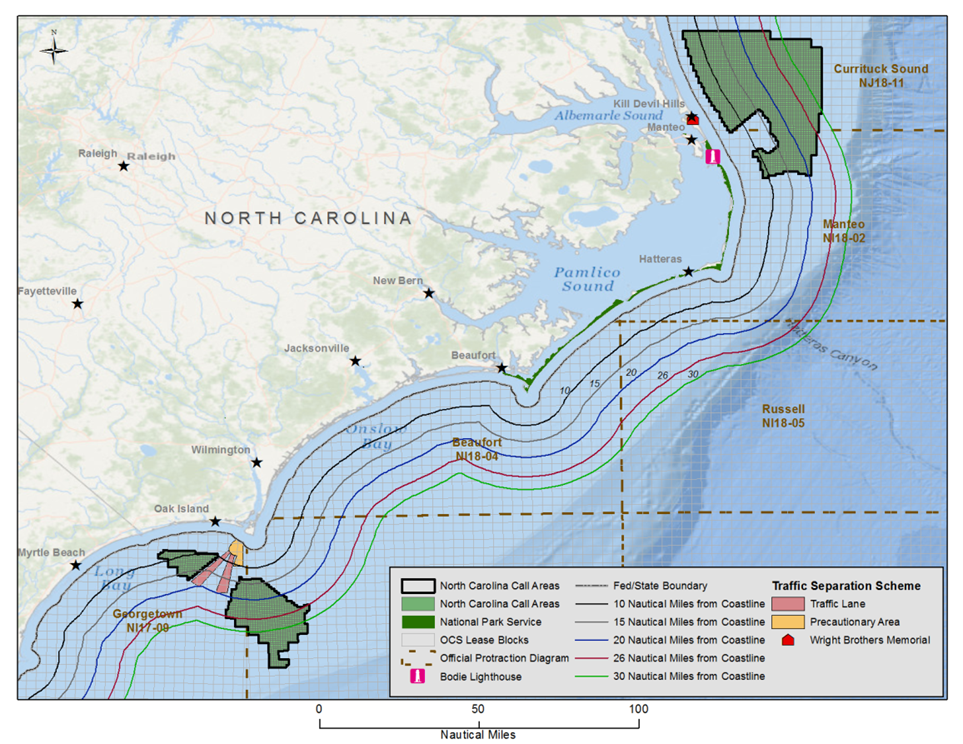 N
Currituck Sound
NJ18-11
Kill Devil Hills
Albemarle Sound
Manteo
Raleigh Raleigh
NORTH CAROLINA
Manteo
NI18-02
Hatteras
Pamlico
Sound
New Bern
Fayetteville
Hatteras Canyon
Jacksonville
Beaufort
10 15 20 26 30
Russell
NI18-05
Onslow
Bay
Beaufort
NI18-04
Wilmington
Oak Island
Myrtle Beach
Long
Bay
Georgetown
NI17-09
North Carolina Call Areas
North Carolina Call Areas
National Park Service
OCS Lease Blocks
Official Protraction Diagram
Bodie Lighthouse
Fed/State Boundary
10 Nautical Miles from Coastline
15 Nautical Miles from Coastline
20 Nautical Miles from Coastline
26 Nautical Miles from Coastline
30 Nautical Miles from Coastline
Traffic Separation Scheme
Traffic Lane
Precautionary Area
Wright Brothers Memorial
0 50 100
Nautical Miles